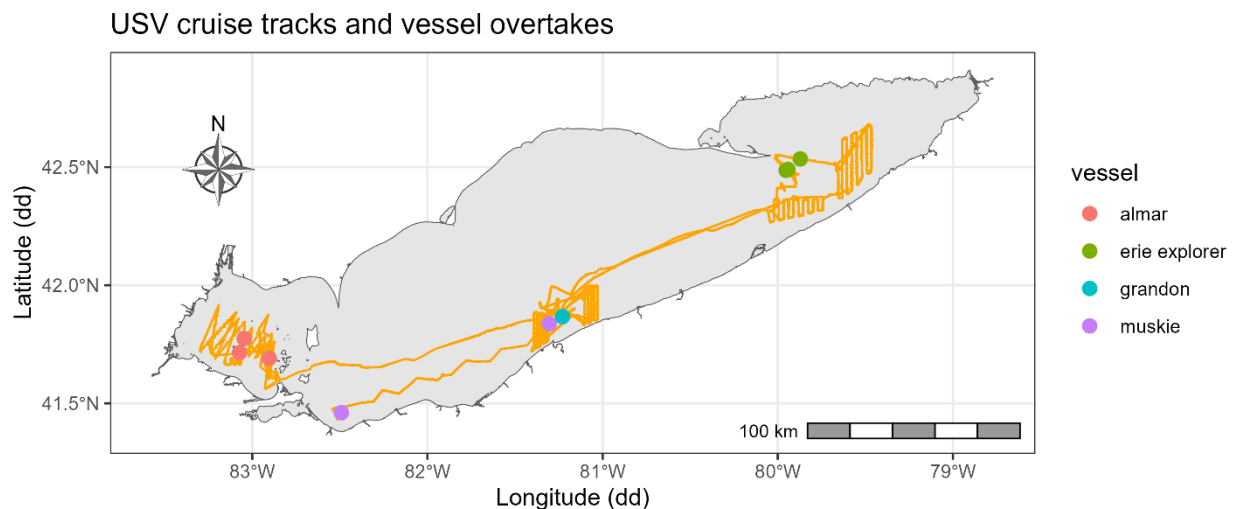 USV cruise tracks and vessel overtakes
N
42.5°N
42.0°N
41.5°N
Latitude (dd)
83°W 82°W 81°W 80°W 79°W
Longitude (dd)
100 km
vessel
almar
erie explorer
grandon
muskie